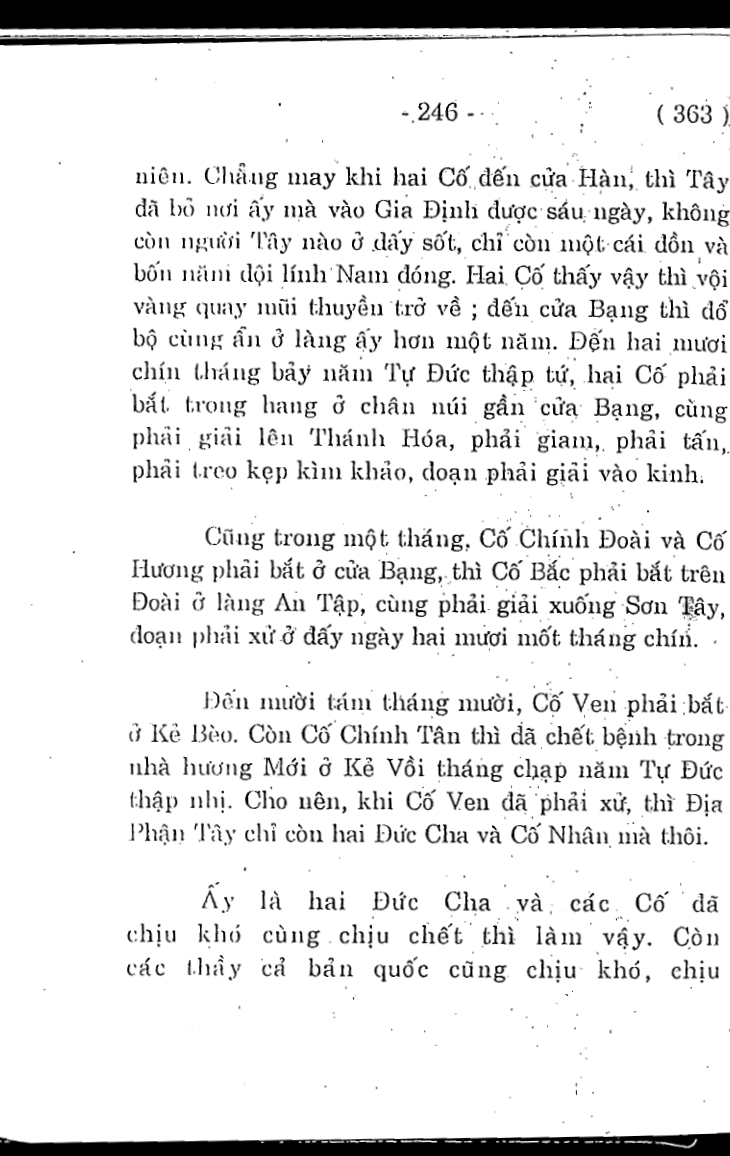 - 246 - ( 363 )
niên. Chẳng may khi hai Cố đến cửa Hàn, thì Tây
đã bỏ nơi ấy mà vào Gia Định được sáu ngày, không
còn người Tây nào ở đấy sốt, chỉ còn một cái đồn và
bốn năm đội lính Nam đóng. Hai Cố thấy vậy thì vội
vàng quay mũi thuyền trở về ; đến cửa Bạng thì đổ
bộ cùng ẩn ở làng ấy hơn một năm. Đến hai mươi
chín tháng bảy năm Tự Đức thập tứ, hai Cố phải
bắt trong hang ở chân núi gần cửa Bạng, cùng
phải giải lên Thánh Hóa, phải giam, phải tấn,
phải treo kẹp kìm khảo, đoạn phải giải vào kinh.
Cũng trong một tháng, Cố Chính Đoài và Cố
Hương phải bắt ở cửa Bạng, thì Cố Bắc phải bắt trên
Đoài ở làng An Tập, cùng phải giải xuống Sơn Tây,
đoạn phải xử ở đấy ngày hai mươi mốt tháng chín.
Đến mười tám tháng mười, Cố Ven phải bắt
ở Kẻ Bèo. Còn Cố Chính Tân thì đã chết bệnh trong
nhà hương Mới ở Kẻ Vồi tháng chạp năm Tự Đức
thập nhị. Cho nên, khi Cố Ven đã phải xử, thì Địa
Phận Tây chỉ còn hai Đức Cha và Cố Nhân mà thôi.
Ấy là hai Đức Cha và các Cố đã
chịu khó cùng chịu chết thì làm vậy. Còn
các thầy cả bản quốc cũng chịu khó, chịu